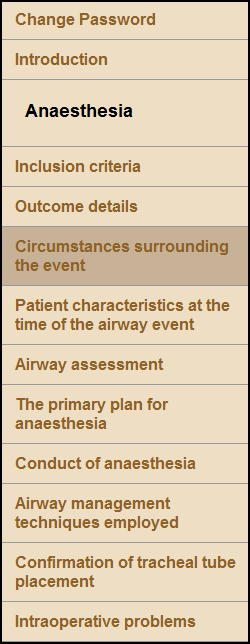 Change Password
Introduction
Anaesthesia
Inclusion criteria
Outcome details
Circumstances surrounding
the event
Patient characteristics at the
time of the airway event
Airway assessment
The primary plan for
anaesthesia
Conduct of anaesthesia
Airway management
techniques employed
Confirmation of tracheal tube
placement
Intraoperative problems